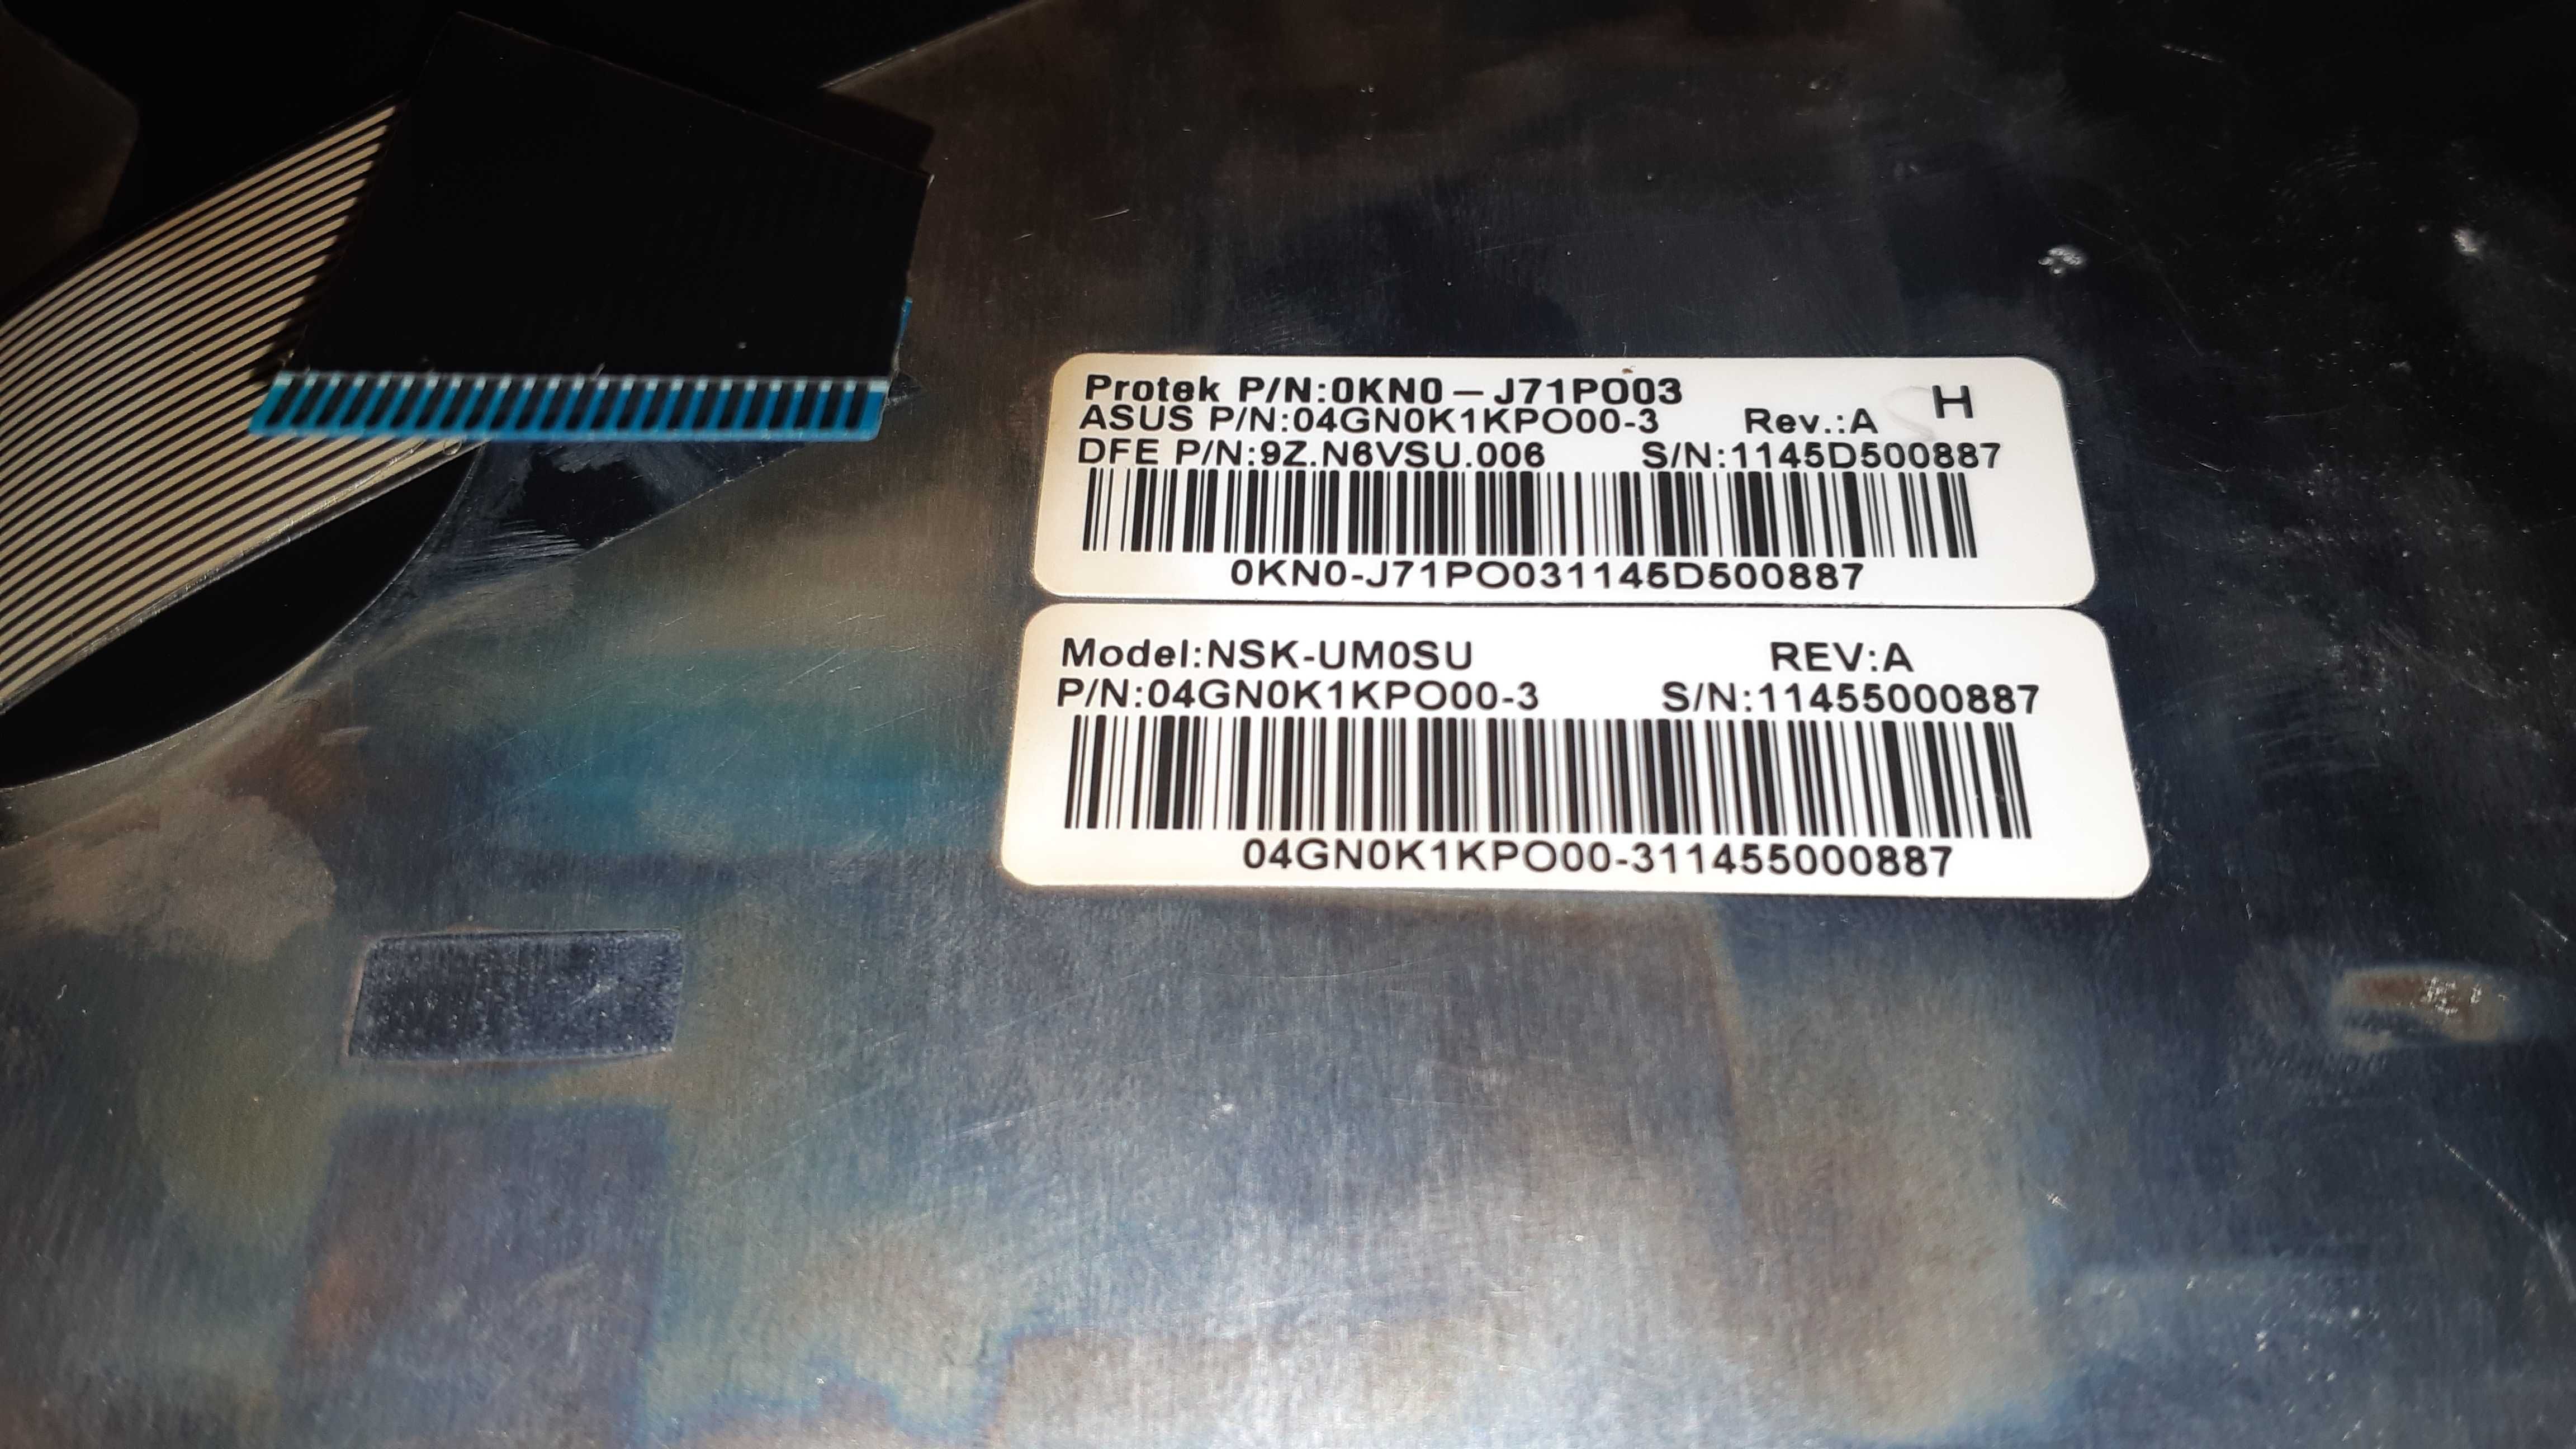 Protek P/N:0KN0-J71PO03
H
ASUS P/N:04GN0K1KPO00-3 Rev.:A
DFE P/N:9Z.N6VSU.006 S/N:1145D500887
0KN0-J71PO031145D500887
Model:NSK-UM0SU REV:A
P/N:04GN0K1KPO00-3 S/N:11455000887
04GN0K1KPO00-311455000887